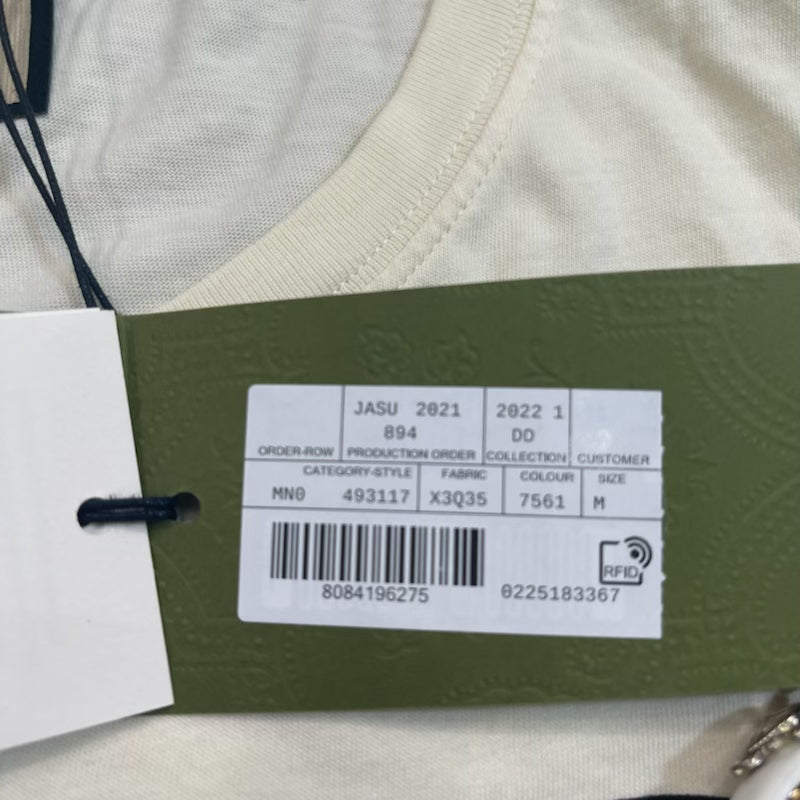 JASU 2021 2022 1
894 DO
ORDER-ROW PRODUCTION ORDER COLLECTION CUSTOMER
CATEGORY-STYLE FABRIC COLOUR SIZE
MN0 493117 X3Q35 7561 M
RFID
8084196275 0225183367